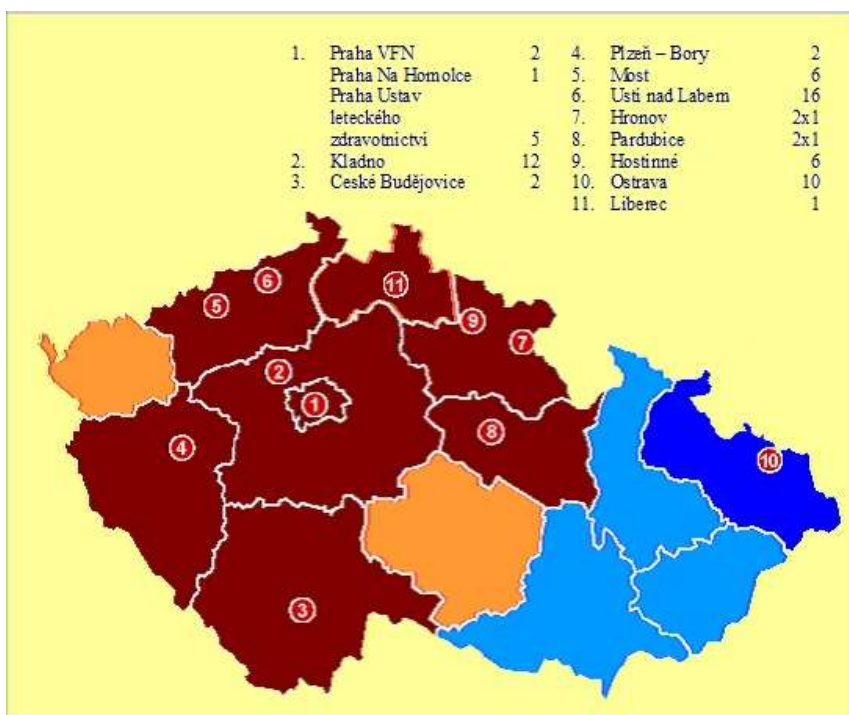 1. Praha VFN 2
Praha Na Homolce 1
Praha Ustav
leteckého
zdravotnictví 5
2. Kladno 12
3. Ceské Budějovice 2
4. Plzeň – Bory 2
5. Most 6
6. Usti nad Labem 16
7. Hronov 2x1
8. Pardubice 2x1
9. Hostinné 6
10. Ostrava 10
11. Liberec 1
6
11
5
9
7
2
1
8
4
10
3